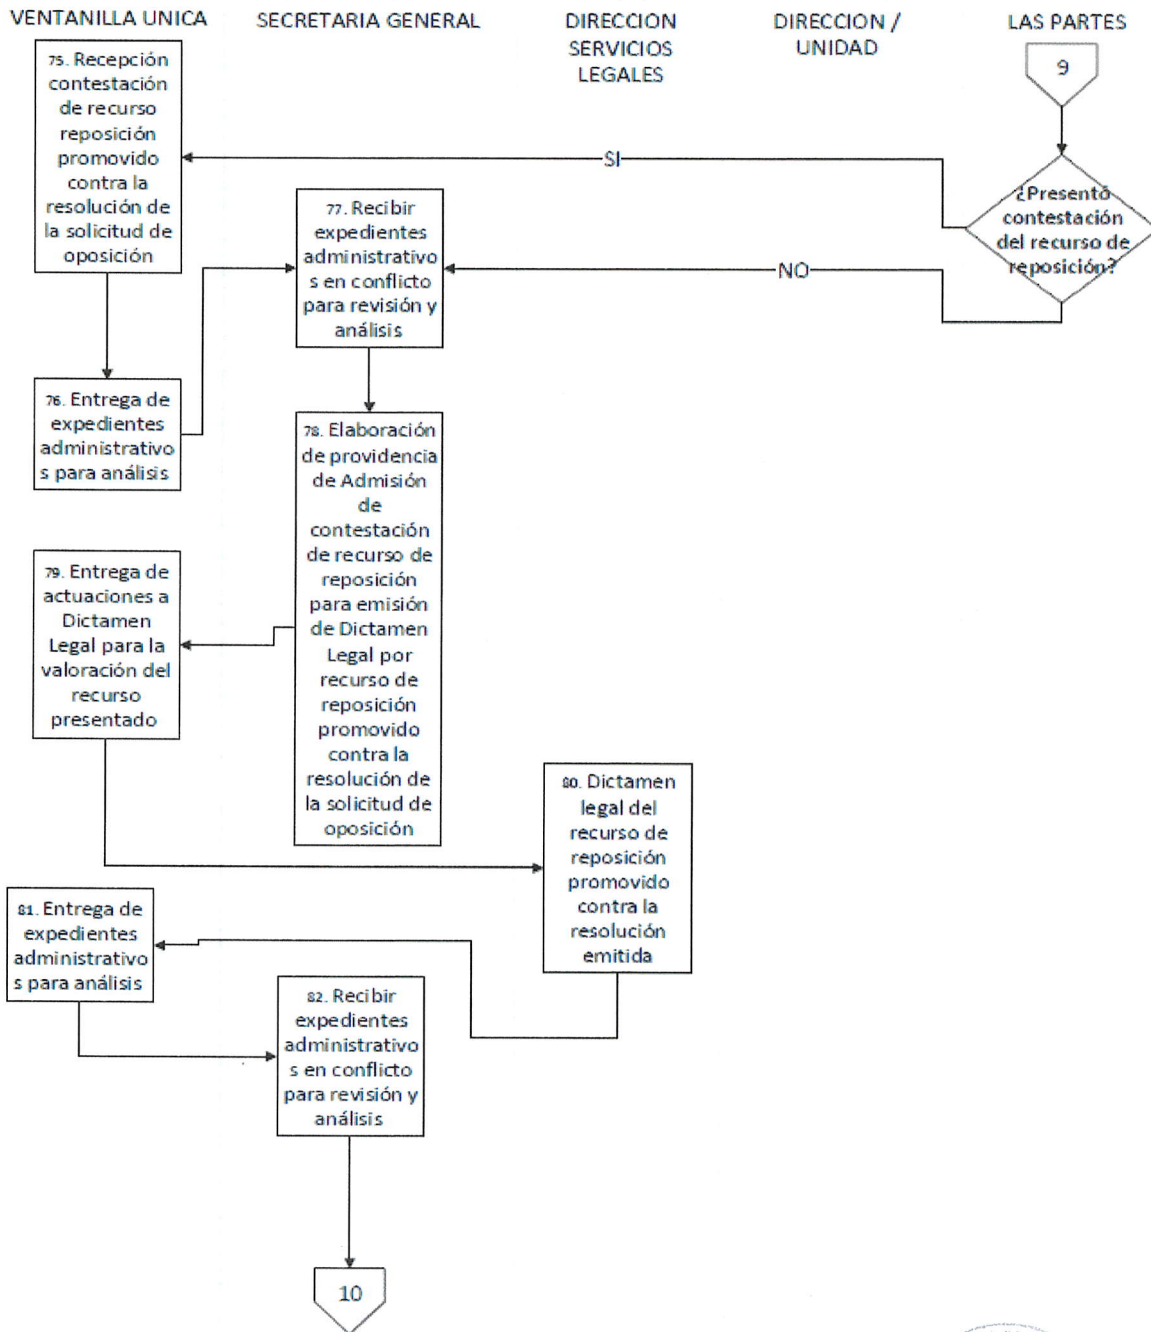 VENTANILLA UNICA
SECRETARIA GENERAL
DIRECCION
SERVICIOS
LEGALES
DIRECCION /
UNIDAD
LAS PARTES
9
75. Recepción
contestación
de recurso
reposición
promovido
contra la
resolución de
la solicitud de
oposición
SI
¿Presentó
contestación
del recurso de
reposición?
77. Recibir
expedientes
administrativo
s en conflicto
para revisión y
análisis
NO
76. Entrega de
expedientes
administrativo
s para análisis
78. Elaboración
de providencia
de Admisión
de
contestación
de recurso de
reposición
para emisión
de Dictamen
Legal por
recurso de
reposición
promovido
contra la
resolución de
la solicitud de
oposición
79. Entrega de
actuaciones a
Dictamen
Legal para la
valoración del
recurso
presentado
80. Dictamen
legal del
recurso de
reposición
promovido
contra la
resolución
emitida
81. Entrega de
expedientes
administrativo
s para análisis
82. Recibir
expedientes
administrativo
s en conflicto
para revisión y
análisis
10